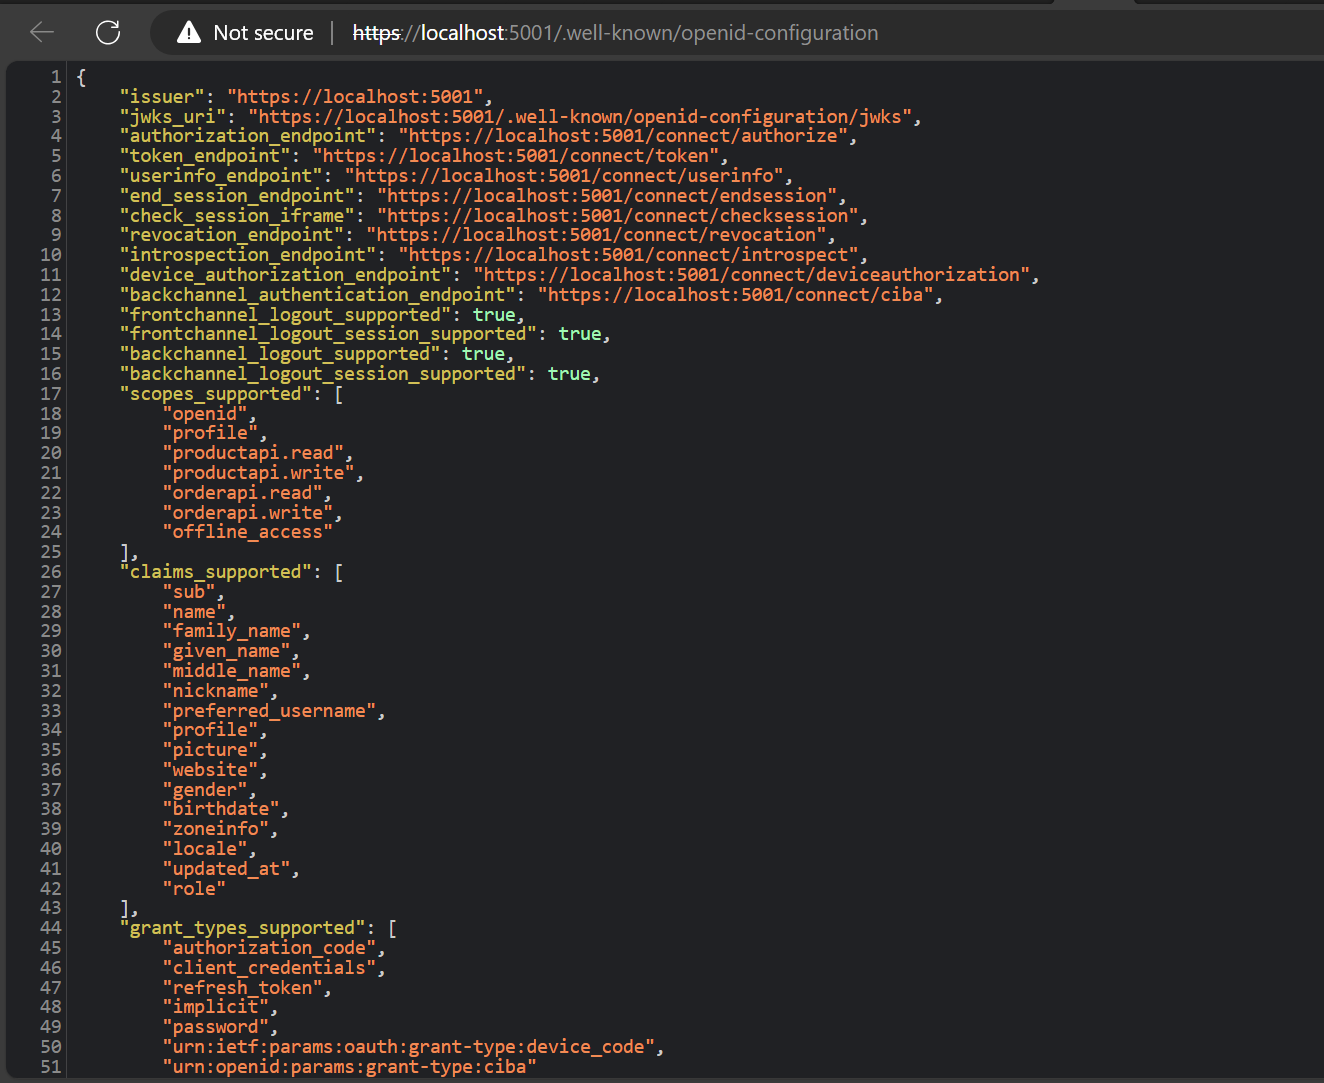 Not secure | https://localhost:5001/.well-known/openid-configuration
1 {
2     "issuer": "https://localhost:5001",
3     "jwks_uri": "https://localhost:5001/.well-known/openid-configuration/jwks",
4     "authorization_endpoint": "https://localhost:5001/connect/authorize",
5     "token_endpoint": "https://localhost:5001/connect/token",
6     "userinfo_endpoint": "https://localhost:5001/connect/userinfo",
7     "end_session_endpoint": "https://localhost:5001/connect/endsession",
8     "check_session_iframe": "https://localhost:5001/connect/checksession",
9     "revocation_endpoint": "https://localhost:5001/connect/revocation",
10     "introspection_endpoint": "https://localhost:5001/connect/introspect",
11     "device_authorization_endpoint": "https://localhost:5001/connect/deviceauthorization",
12     "backchannel_authentication_endpoint": "https://localhost:5001/connect/ciba",
13     "frontchannel_logout_supported": true,
14     "frontchannel_logout_session_supported": true,
15     "backchannel_logout_supported": true,
16     "backchannel_logout_session_supported": true,
17     "scopes_supported": [
18         "openid",
19         "profile",
20         "productapi.read",
21         "productapi.write",
22         "orderapi.read",
23         "orderapi.write",
24         "offline_access"
25     ],
26     "claims_supported": [
27         "sub",
28         "name",
29         "family_name",
30         "given_name",
31         "middle_name",
32         "nickname",
33         "preferred_username",
34         "profile",
35         "picture",
36         "website",
37         "gender",
38         "birthdate",
39         "zoneinfo",
40         "locale",
41         "updated_at",
42         "role"
43     ],
44     "grant_types_supported": [
45         "authorization_code",
46         "client_credentials",
47         "refresh_token",
48         "implicit",
49         "password",
50         "urn:ietf:params:oauth:grant-type:device_code",
51         "urn:openid:params:grant-type:ciba"